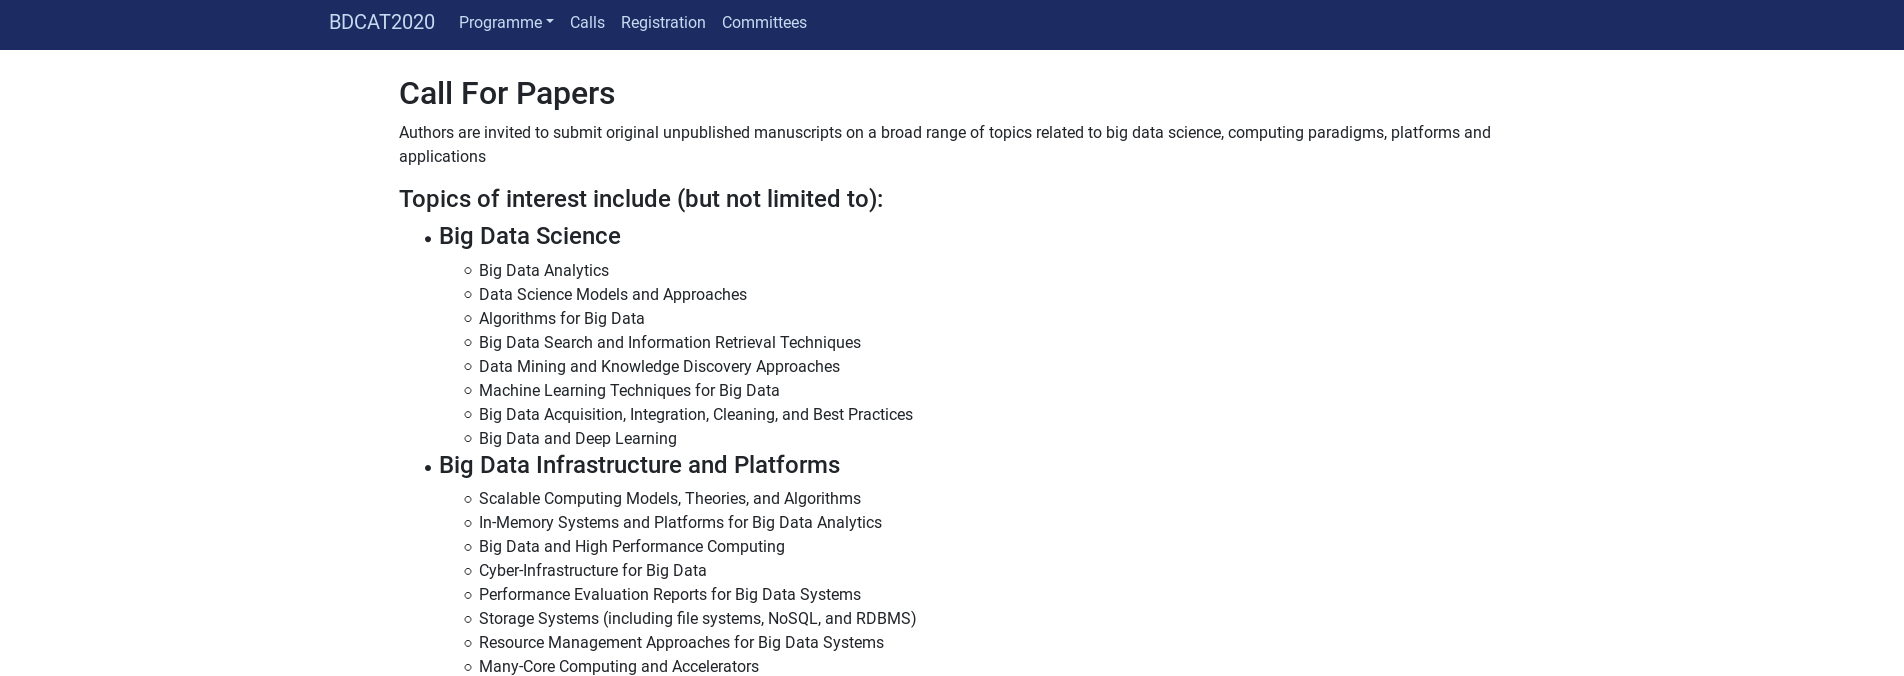 BDCAT2020 Programme Calls Registration Committees
Call For Papers
Authors are invited to submit original unpublished manuscripts on a broad range of topics related to big data science, computing paradigms, platforms and
applications
Topics of interest include (but not limited to):
Big Data Science
Big Data Analytics
Data Science Models and Approaches
Algorithms for Big Data
Big Data Search and Information Retrieval Techniques
Data Mining and Knowledge Discovery Approaches
Machine Learning Techniques for Big Data
Big Data Acquisition, Integration, Cleaning, and Best Practices
Big Data and Deep Learning
Big Data Infrastructure and Platforms
Scalable Computing Models, Theories, and Algorithms
In-Memory Systems and Platforms for Big Data Analytics
Big Data and High Performance Computing
Cyber-Infrastructure for Big Data
Performance Evaluation Reports for Big Data Systems
Storage Systems (including file systems, NoSQL, and RDBMS)
Resource Management Approaches for Big Data Systems
Many-Core Computing and Accelerators